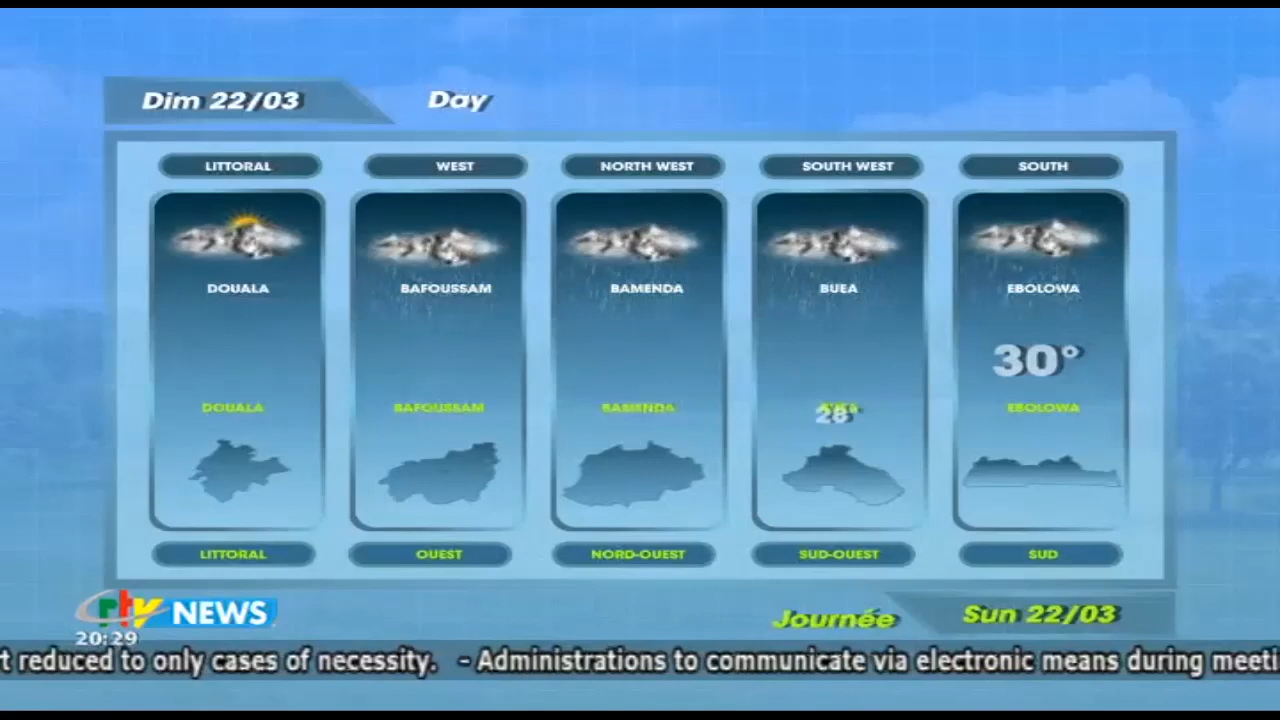 Dim 22/03
Day
LITTORAL
WEST
NORTH WEST
SOUTH WEST
SOUTH
DOUALA
BAFOUSSAM
BAMENDA
BUEA
EBOLOWA
30°
DOUALA
BAFOUSSAM
BAMENDA
28°
EBOLOWA
LITTORAL
OUEST
NORD-OUEST
SUD-OUEST
SUD
rtv NEWS
Journée
Sun 22/03
20:29
t reduced to only cases of necessity. - Administrations to communicate via electronic means during meeti